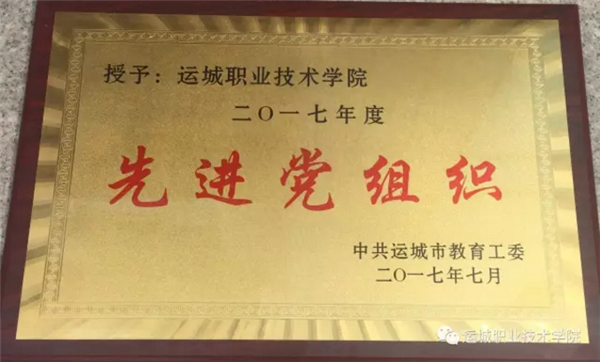 授予：运城职业技术学院
二〇一七年度
先进党组织
中共运城市教育工委
二〇一七年七月
运城职业技术学院